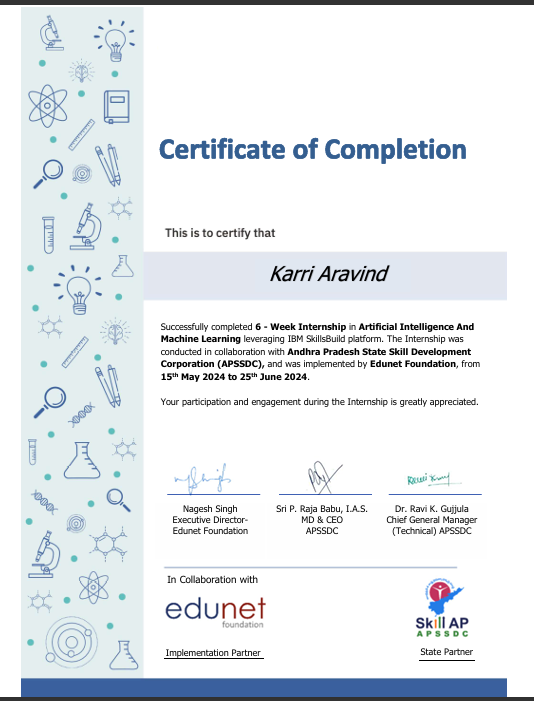 Certificate of Completion
This is to certify that
Karri Aravind
Successfully completed 6 - Week Internship in Artificial Intelligence And
Machine Learning leveraging IBM SkillsBuild platform. The Internship was
conducted in collaboration with Andhra Pradesh State Skill Development
Corporation (APSSDC), and was implemented by Edunet Foundation, from
15th May 2024 to 25th June 2024.
Your participation and engagement during the Internship is greatly appreciated.
Nagesh Singh
Executive Director-
Edunet Foundation
Sri P. Raja Babu, I.A.S.
MD & CEO
APSSDC
Dr. Ravi K. Gujjula
Chief General Manager
(Technical) APSSDC
In Collaboration with
edunet
foundation
Implementation Partner
Skill AP
APSSDC
State Partner